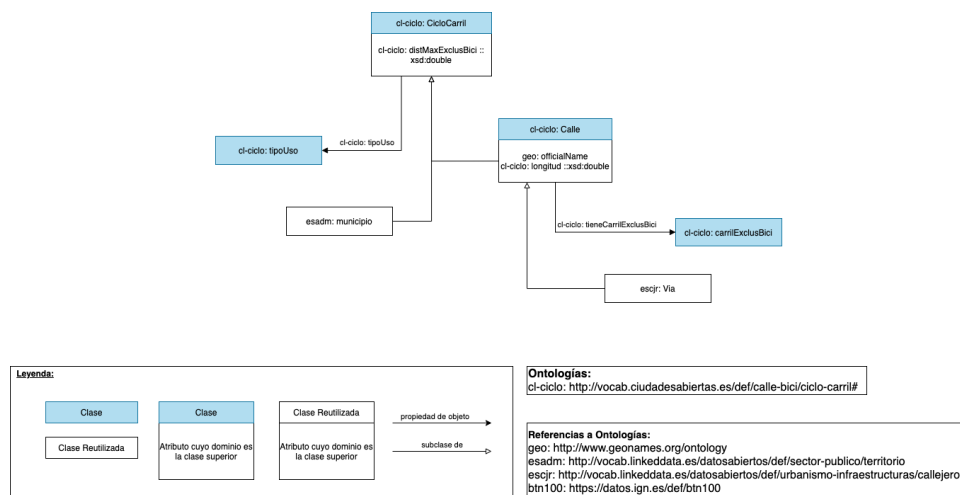 cl-ciclo: CicloCarril
cl-ciclo: distMaxExclusBici ::
xsd:double
cl-ciclo: tipoUso
cl-ciclo: tipoUso
cl-ciclo: Calle
geo: officialName
cl-ciclo: longitud ::xsd:double
esadm: municipio
cl-ciclo: tieneCarrilExclusBici
cl-ciclo: carrilExclusBici
escjr: Via
Leyenda:
Clase
Clase Reutilizada
Clase
Atributo cuyo dominio es
la clase superior
Clase Reutilizada
Atributo cuyo dominio es
la clase superior
propiedad de objeto
subclase de
Ontologías:
cl-ciclo: http://vocab.ciudadesabiertas.es/def/calle-bici/ciclo-carril#
Referencias a Ontologías:
geo: http://www.geonames.org/ontology
esadm: http://vocab.linkeddata.es/datosabiertos/def/sector-publico/territorio
escjr: http://vocab.linkeddata.es/datosabiertos/def/urbanismo-infraestructuras/callejero
btn100: https://datos.ign.es/def/btn100